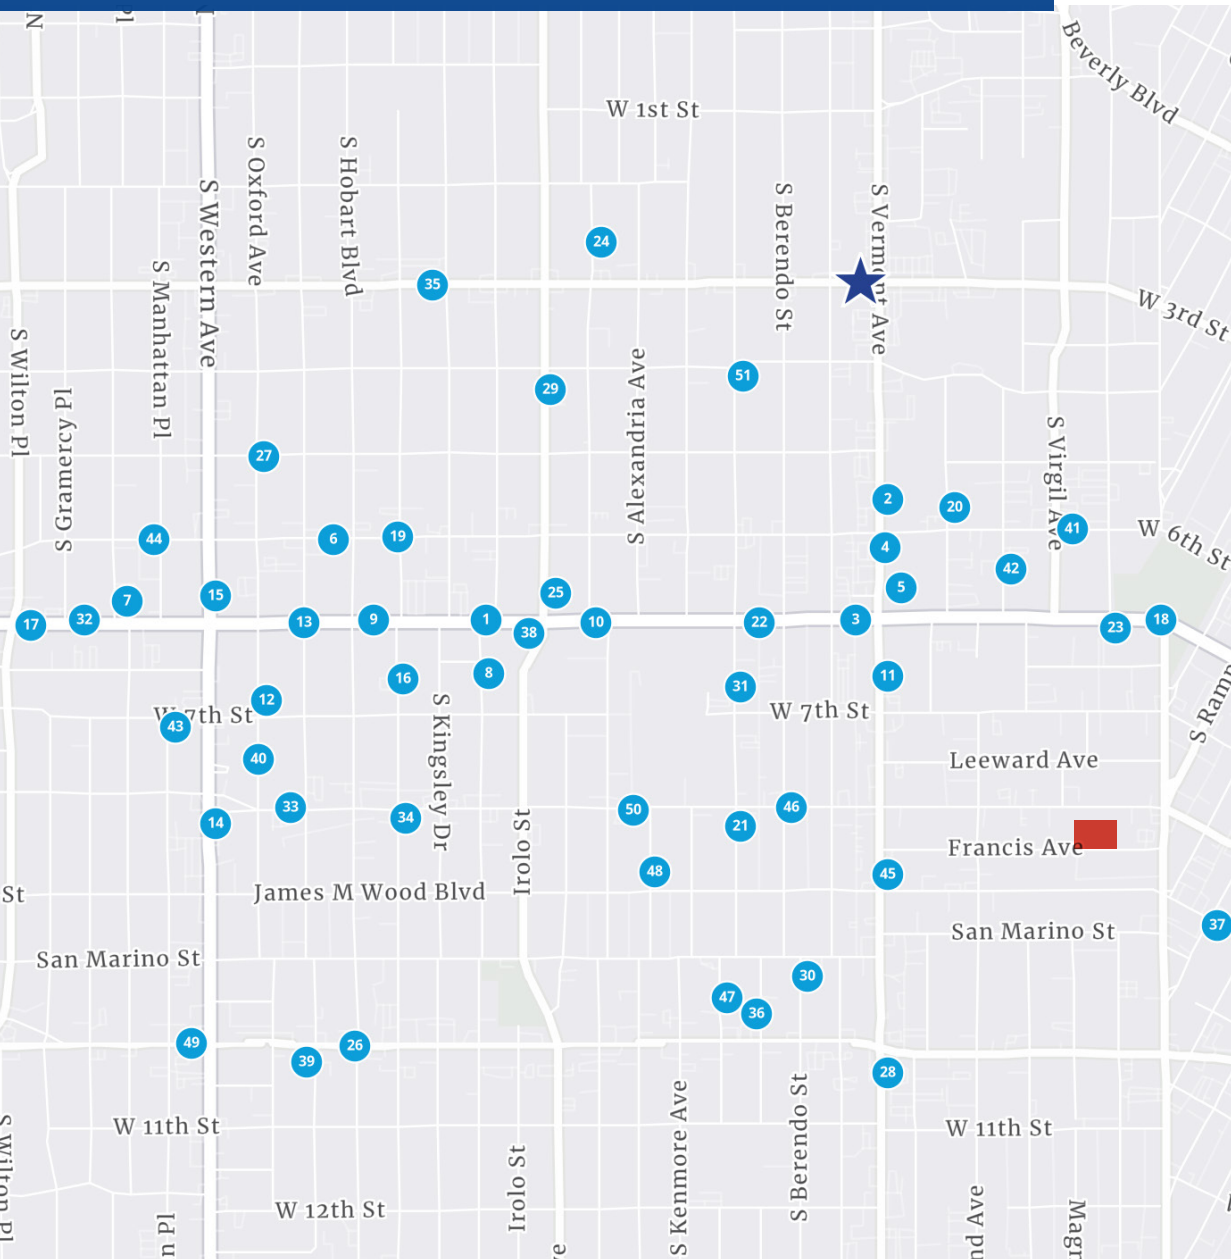 N
W 1st St
Beverly Blvd
S Oxford Ave
S Hobart Blvd
S Western Ave
S Berendo St
S Vermont Ave
24
35
S Manhattan Pl
W 3rd St
S Wilton Pl
S Gramercy Pl
S Alexandria Ave
29
51
27
S Virgil Ave
2
20
44
6
19
4
41
W 6th St
42
5
25
7
15
17
32
13
9
1
38
10
22
3
23
18
8
16
11
31
12
S Kingsley Dr
W 7th St
W 7th St
43
40
Leeward Ave
33
14
34
50
21
46
Irolo St
Francis Ave
48
45
St
James M Wood Blvd
37
San Marino St
San Marino St
30
47
36
49
26
39
28
S Wilton Pl
W 11th St
S Kenmore Ave
S Berendo St
W 11th St
Irolo St
W 12th St
n Pl
nd Ave